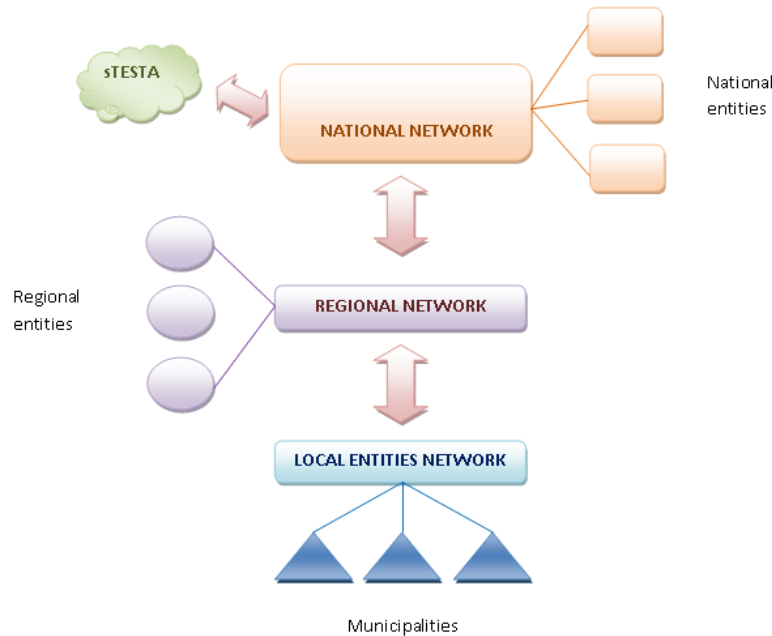 sTESTA
NATIONAL NETWORK
National
entities
Regional
entities
REGIONAL NETWORK
LOCAL ENTITIES NETWORK
Municipalities